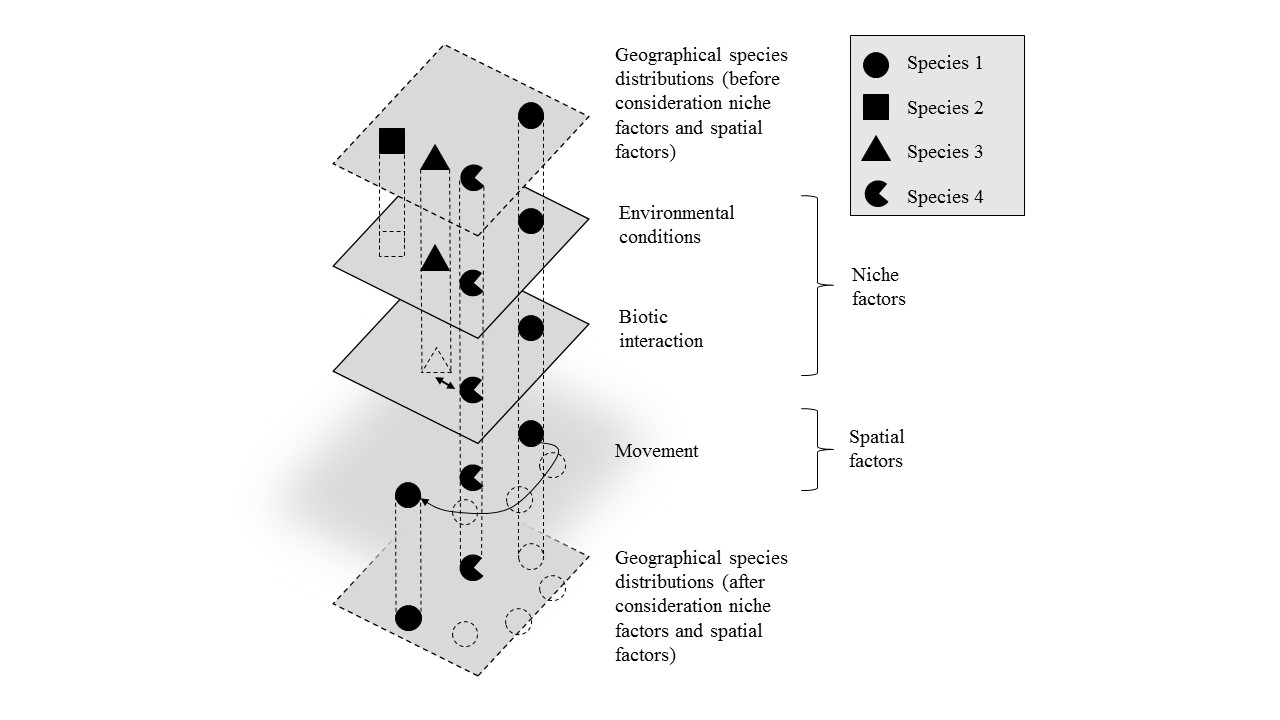 Geographical species
distributions (before
consideration niche
factors and spatial
factors)
Species 1
Species 2
Species 3
Species 4
Environmental
conditions
Niche
factors
Biotic
interaction
Movement
Spatial
factors
Geographical species
distributions (after
consideration niche
factors and spatial
factors)